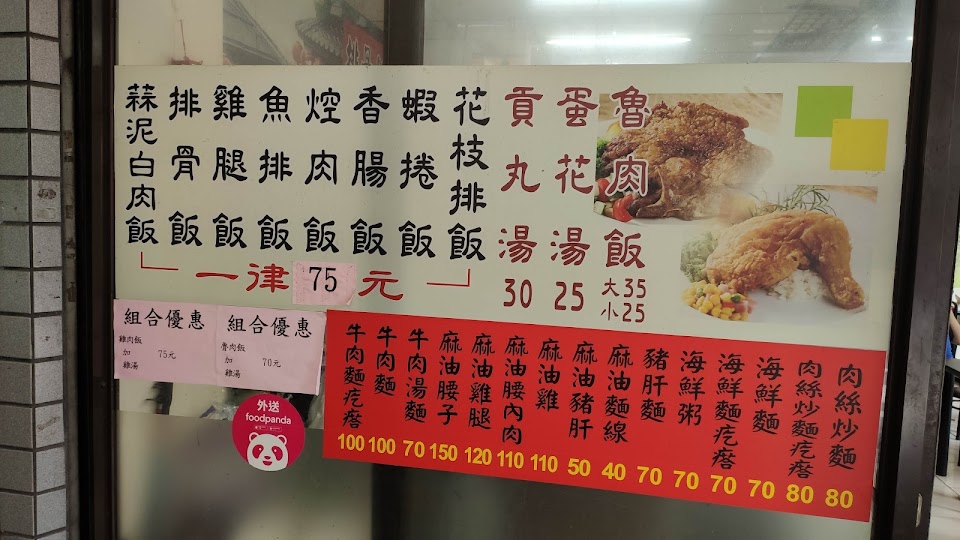 魯肉飯
大35
小25
蛋花湯
25
貢丸湯
30
花枝排飯
蝦捲飯
香腸飯
焢肉飯
魚排飯
雞腿飯
排骨飯
蒜泥白肉飯
一律75元
組合優惠
雞肉飯
加
雞湯
75元
組合優惠
魯肉飯
加
雞湯
70元
外送
foodpanda
肉絲炒麵
80
肉絲炒麵疙瘩
80
海鮮麵
70
海鮮麵疙瘩
70
海鮮粥
70
豬肝麵
70
麻油麵線
40
麻油豬肝
50
麻油雞
110
麻油腰內肉
110
麻油雞腿
120
麻油腰子
150
牛肉湯麵
70
牛肉麵
100
牛肉麵疙瘩
100